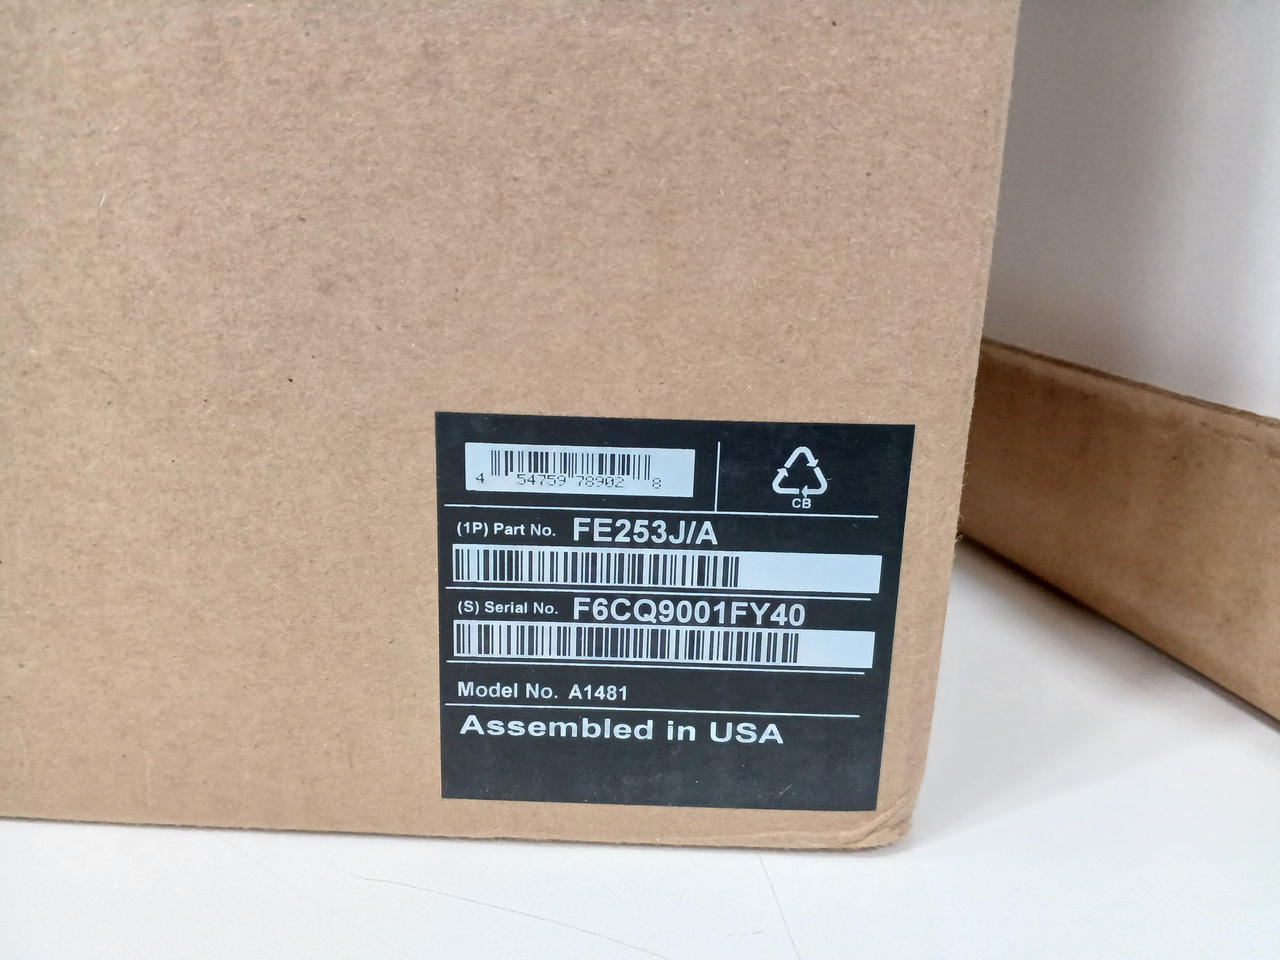 4 54759 78902 8
CB
(1P) Part No. FE253J/A
(S) Serial No. F6CQ9001FY40
Model No. A1481
Assembled in USA